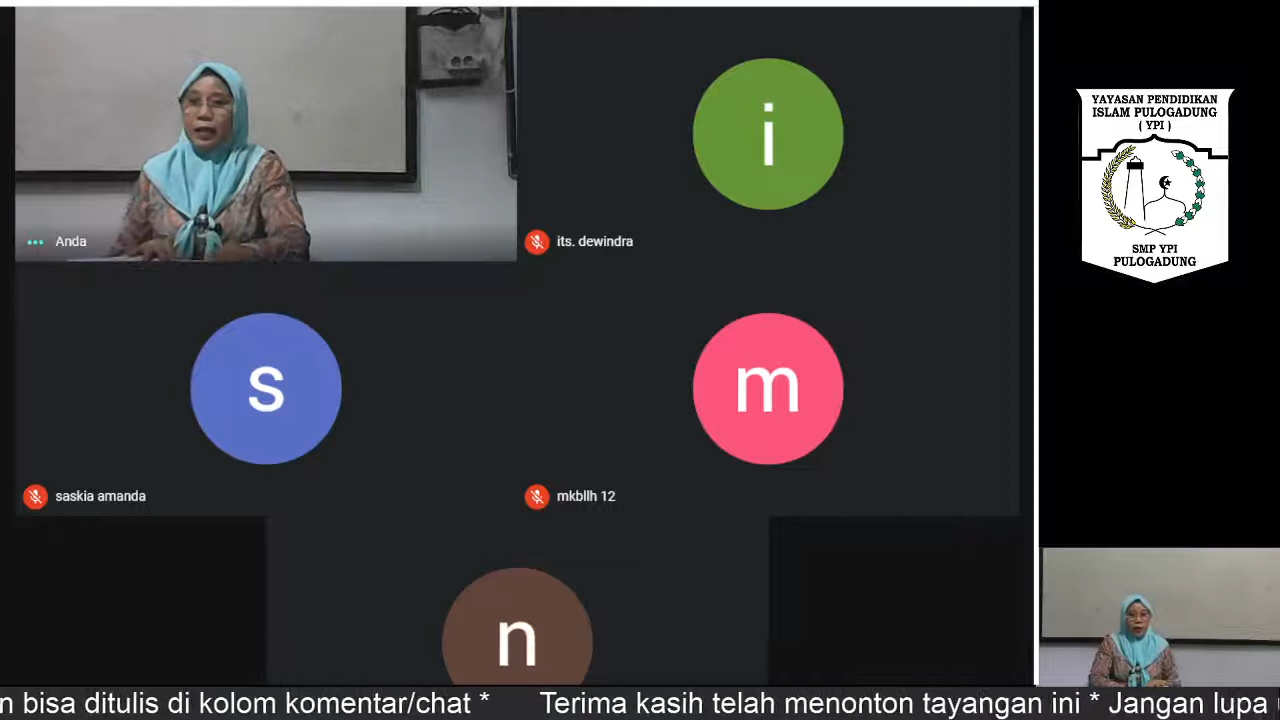 i
Anda
its. dewindra
s
m
saskia amanda
mkbllh 12
n
YAYASAN PENDIDIKAN
ISLAM PULOGADUNG
( YPI )
SMP YPI
PULOGADUNG
n bisa ditulis di kolom komentar/chat * Terima kasih telah menonton tayangan ini * Jangan lupa